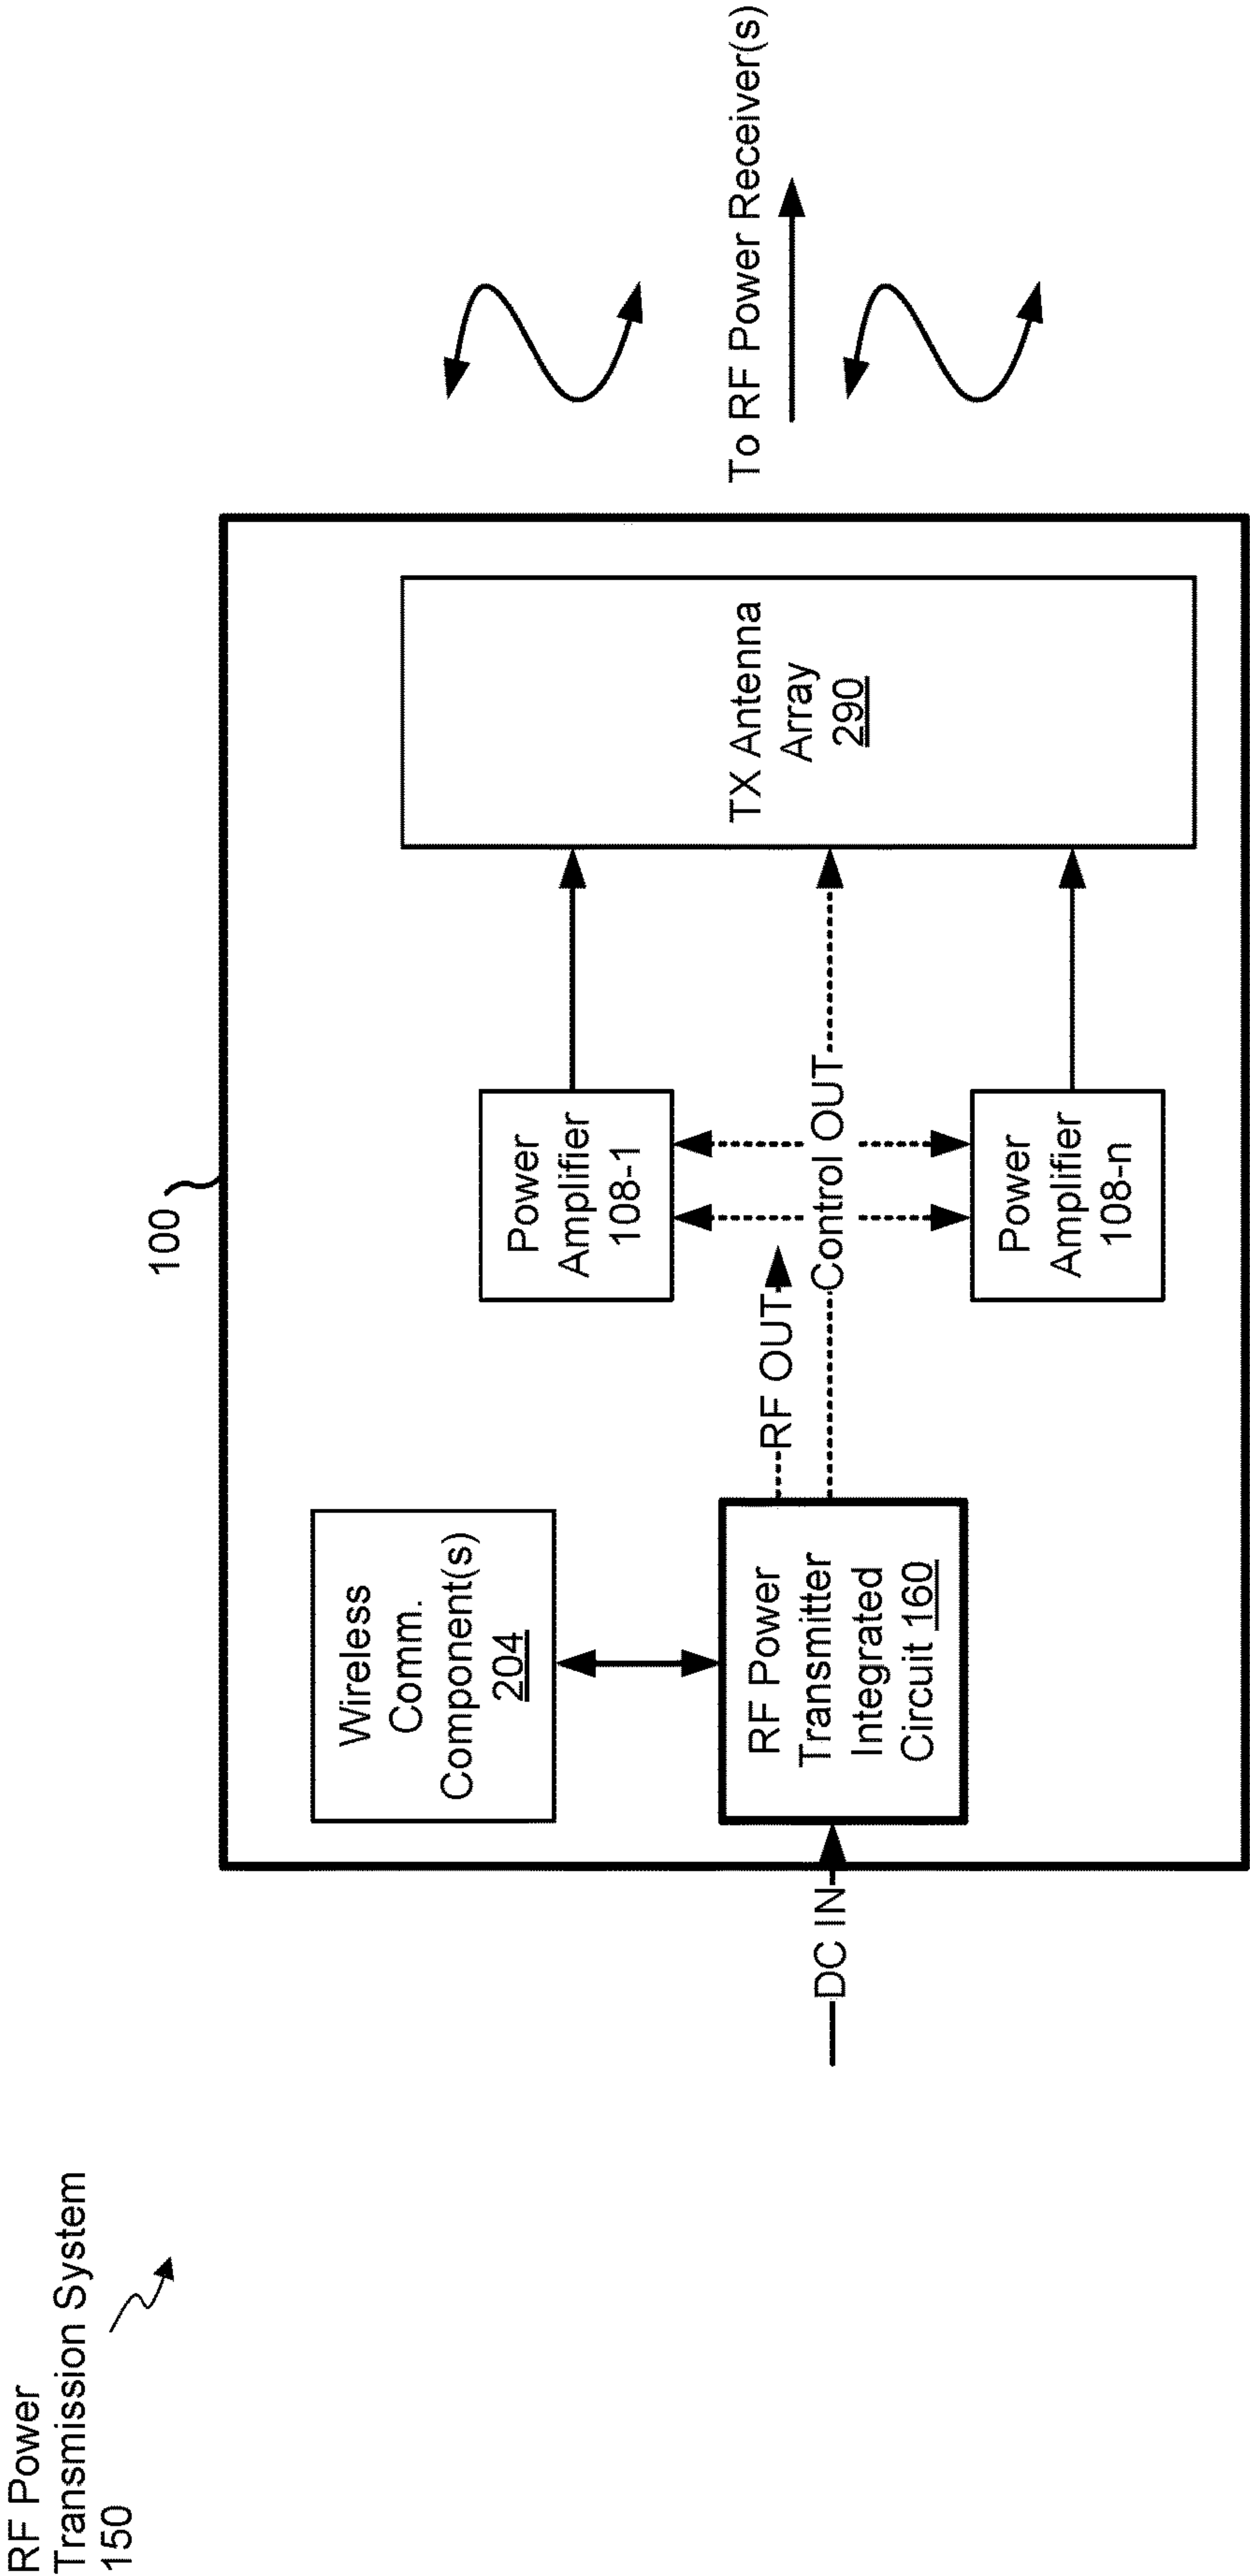 RF Power
Transmission System
150
100
Wireless
Comm.
Component(s)
204
DC IN
RF Power
Transmitter
Integrated
Circuit 160
RF OUT
Control OUT
Power
Amplifier
108-1
Power
Amplifier
108-n
TX Antenna
Array
290
To RF Power Receiver(s)